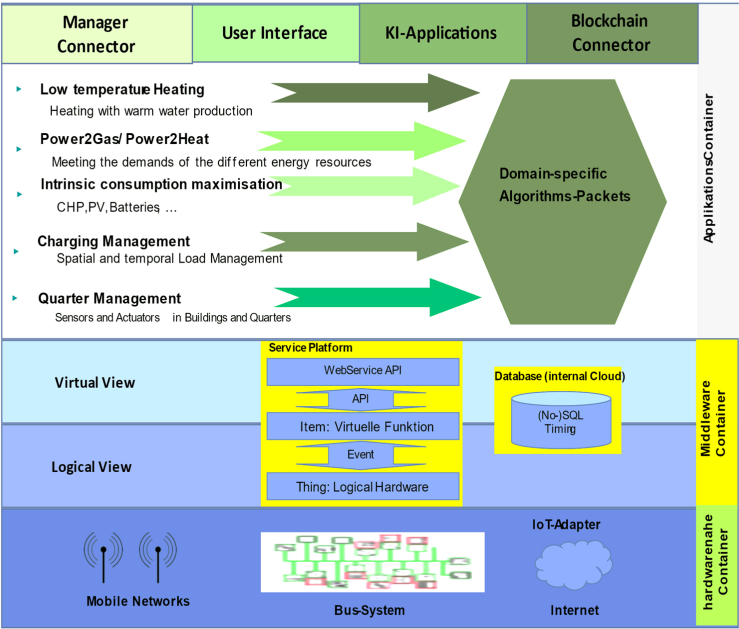 Manager
Connector
User Interface
KI-Applications
Blockchain
Connector
Low temperature Heating
Heating with warm water production
Power2Gas/ Power2Heat
Meeting the demands of the different energy resources
Intrinsic consumption maximisation
CHP,PV,Batteries, ...
Charging Management
Spatial and temporal Load Management
Quarter Management
Sensors and Actuators in Buildings and Quarters
Domain-specific
Algorithms-Packets
ApplikationsContainer
Virtual View
Logical View
Service Platform
WebService API
API
Item: Virtuelle Funktion
Event
Thing: Logical Hardware
Database (internal Cloud)
(No-)SQL
Timing
Middleware
Container
Mobile Networks
Bus-System
IoT-Adapter
Internet
hardwarenahe
Container